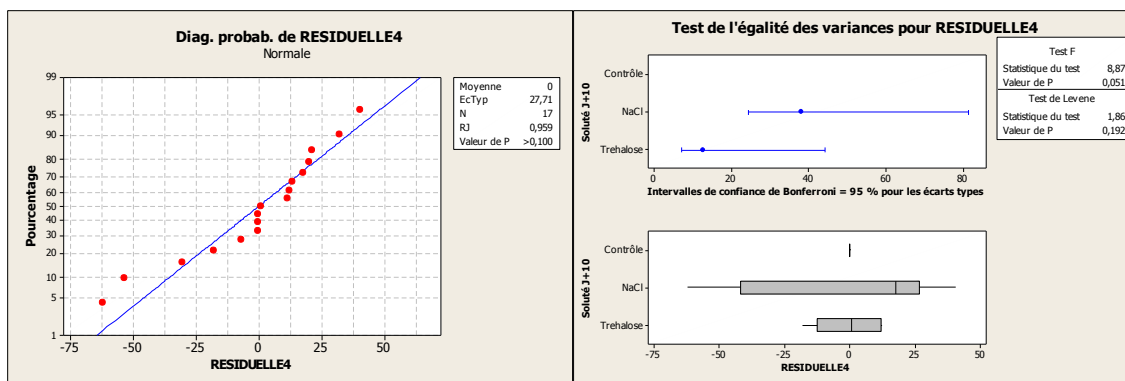 Diag. probab. de RESIDUELLE4
Normale
99
95
90
80
70
60
50
40
30
20
10
5
1
Pourcentage
-75
-50
-25
0
25
50
RESIDUELLE4
Moyenne 0
EcTyp 27,71
N 17
RJ 0,959
Valeur de P >0,100
Test de l'égalité des variances pour RESIDUELLE4
Soluté J+10
Contrôle
NaCl
Trehalose
0
20
40
60
80
Intervalles de confiance de Bonferroni = 95 % pour les écarts types
Test F
Statistique du test 8,87
Valeur de P 0,051
Test de Levene
Statistique du test 1,86
Valeur de P 0,192
Soluté J+10
Contrôle
NaCl
Trehalose
-75
-50
-25
0
25
50
RESIDUELLE4